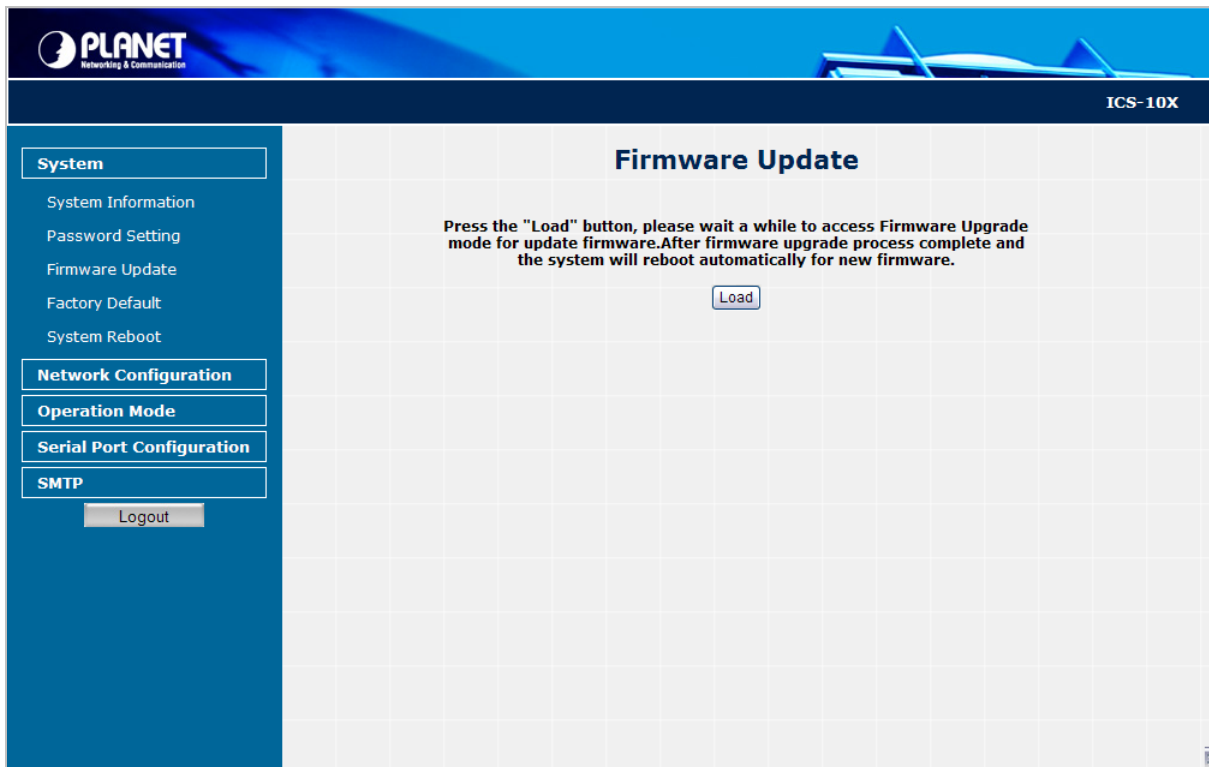 PLANET
Networking & Communication
ICS-10X
System
System Information
Password Setting
Firmware Update
Factory Default
System Reboot
Network Configuration
Operation Mode
Serial Port Configuration
SMTP
Logout
Firmware Update
Press the "Load" button, please wait a while to access Firmware Upgrade
mode for update firmware.After firmware upgrade process complete and
the system will reboot automatically for new firmware.
Load